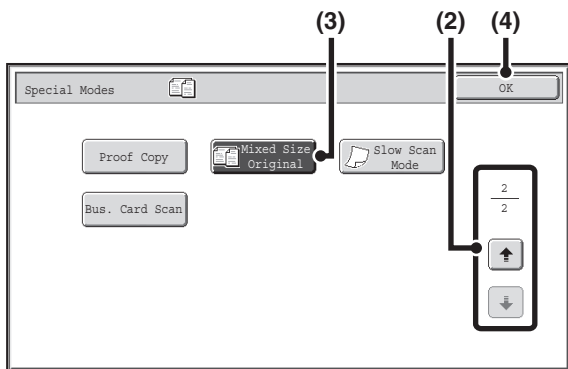 (3)
(2)
(4)
Special Modes
OK
Proof Copy
Mixed Size
Original
Slow Scan
Mode
Bus. Card Scan
2
2